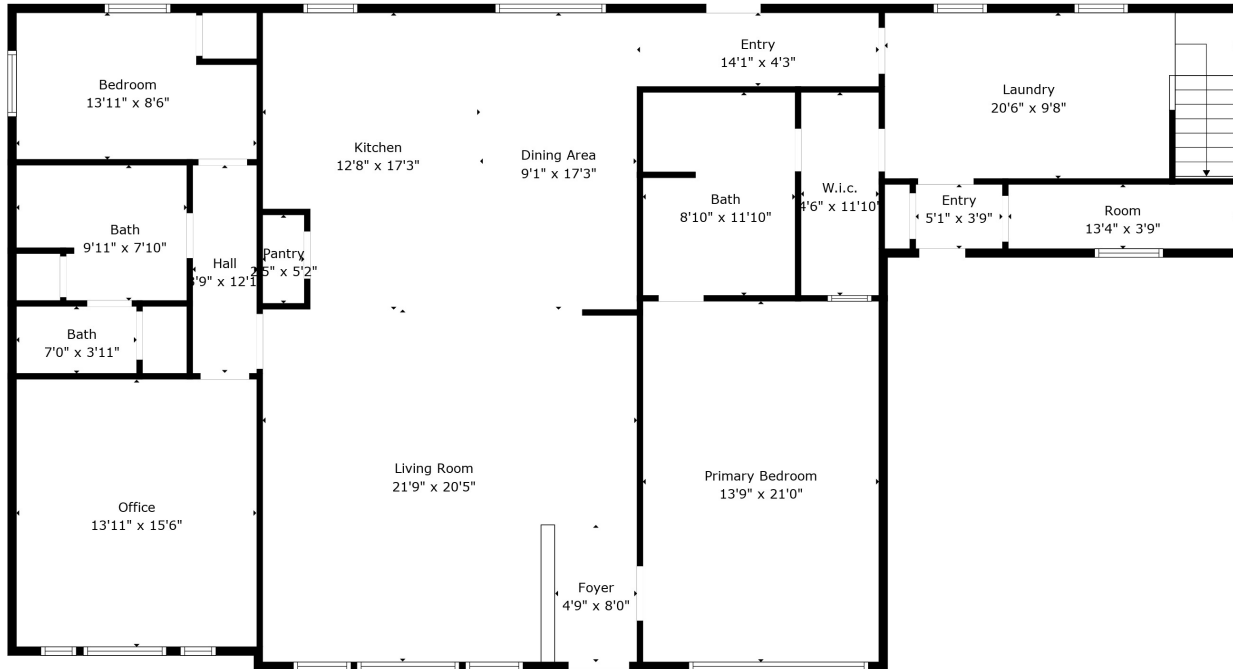 Bedroom
13'11" x 8'6"
Entry
14'1" x 4'3"
Laundry
20'6" x 9'8"
Kitchen
12'8" x 17'3"
Dining Area
9'1" x 17'3"
Bath
8'10" x 11'10"
W.i.c.
4'6" x 11'10"
Entry
5'1" x 3'9"
Room
13'4" x 3'9"
Bath
9'11" x 7'10"
Hall
Pantry
Bath
7'0" x 3'11"
Living Room
21'9" x 20'5"
Primary Bedroom
13'9" x 21'0"
Office
13'11" x 15'6"
Foyer
4'9" x 8'0"